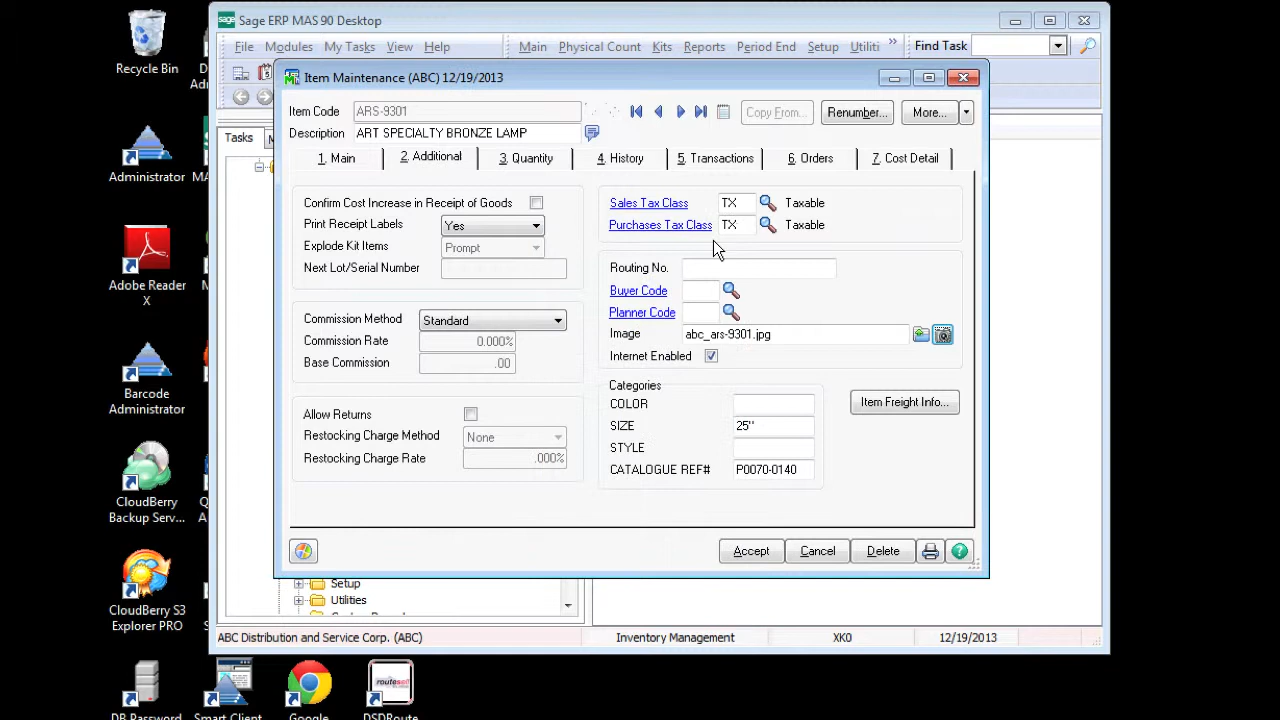 Sage ERP MAS 90 Desktop
File Modules My Tasks View Help
Main Physical Count Kits Reports Period End Setup Utiliti » Find Task
Item Maintenance (ABC) 12/19/2013
Item Code ARS-9301 Copy From... Renumber... More...
Description ART SPECIALTY BRONZE LAMP
1. Main 2. Additional 3. Quantity 4. History 5. Transactions 6. Orders 7. Cost Detail
Confirm Cost Increase in Receipt of Goods
Print Receipt Labels Yes
Explode Kit Items Prompt
Next Lot/Serial Number
Commission Method Standard
Commission Rate 0.000%
Base Commission .00
Allow Returns
Restocking Charge Method None
Restocking Charge Rate .000%
Sales Tax Class TX Taxable
Purchases Tax Class TX Taxable
Routing No.
Buyer Code
Planner Code
Image abc_ars-9301.jpg
Internet Enabled
Categories
COLOR
SIZE 25"
STYLE
CATALOGUE REF# P0070-0140
Item Freight Info...
Accept Cancel Delete
Tasks
Setup
Utilities
ABC Distribution and Service Corp. (ABC) Inventory Management XK0 12/19/2013
Recycle Bin
Administrator
Adobe Reader
X
Barcode
Administrator
CloudBerry
Backup Serv...
CloudBerry S3
Explorer PRO
DB Password
Smart Client
Google
routesoft
DSDRoute